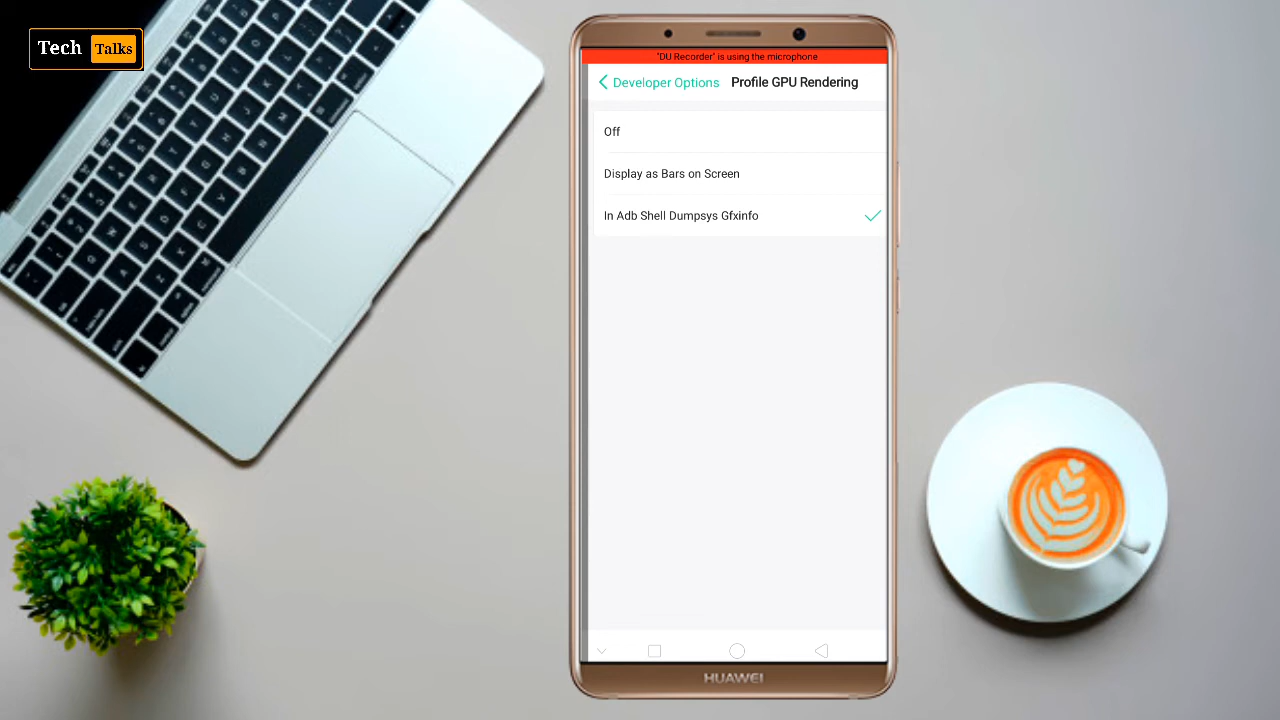 Tech Talks
"DU Recorder" is using the microphone
Developer Options Profile GPU Rendering
Off
Display as Bars on Screen
In Adb Shell Dumpsys Gfxinfo
HUAWEI